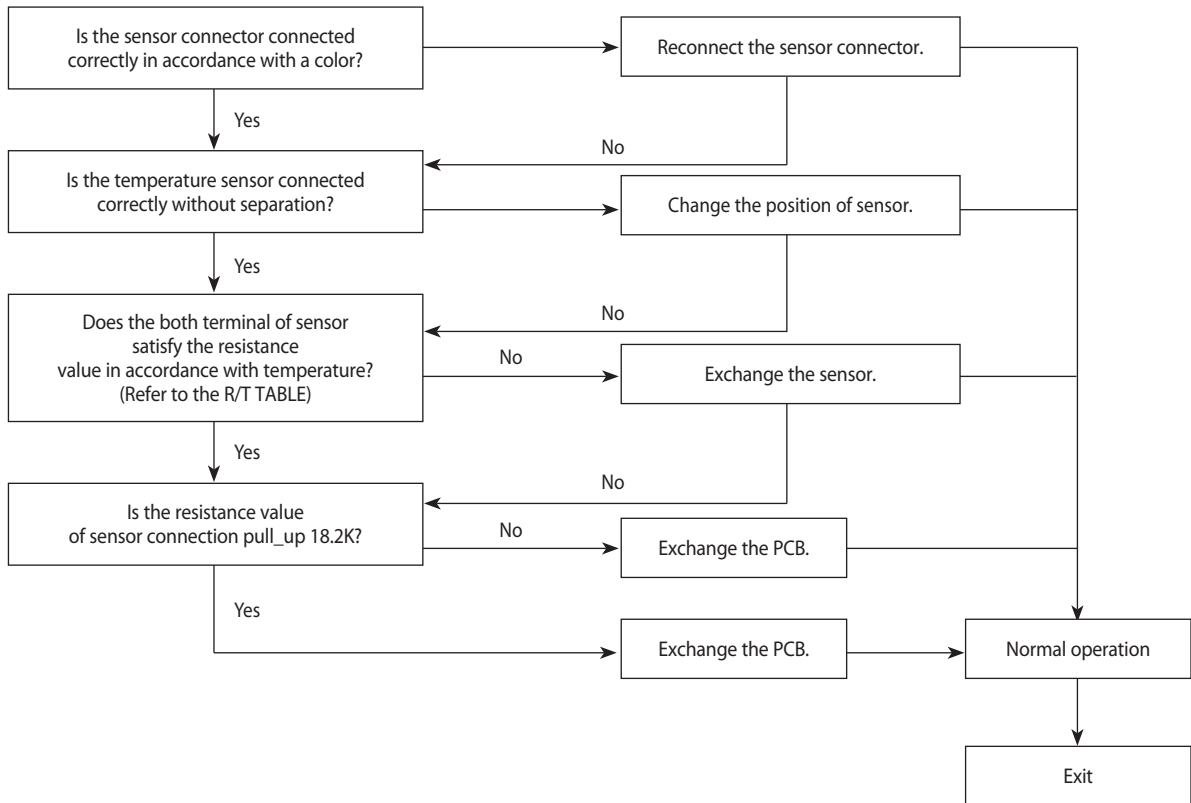 Is the sensor connector connected
correctly in accordance with a color?
Reconnect the sensor connector.
Yes
No
Is the temperature sensor connected
correctly without separation?
Change the position of sensor.
Yes
No
Does the both terminal of sensor
satisfy the resistance
value in accordance with temperature?
(Refer to the R/T TABLE)
No
Exchange the sensor.
Yes
No
Is the resistance value
of sensor connection pull_up 18.2K?
No
Exchange the PCB.
Yes
Exchange the PCB.
Normal operation
Exit